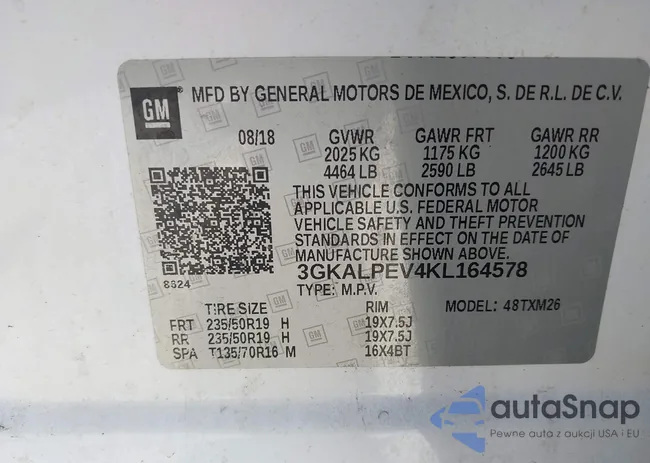 GM
MFD BY GENERAL MOTORS DE MEXICO, S. DE R.L. DE C.V.
08/18 GVWR GAWR FRT GAWR RR
2025 KG 1175 KG 1200 KG
4464 LB 2590 LB 2645 LB
THIS VEHICLE CONFORMS TO ALL
APPLICABLE U.S. FEDERAL MOTOR
VEHICLE SAFETY AND THEFT PREVENTION
STANDARDS IN EFFECT ON THE DATE OF
MANUFACTURE SHOWN ABOVE.
3GKALPEV4KL164578
8824
TYPE: M.P.V.
TIRE SIZE RIM MODEL: 48TXM26
FRT 235/50R19 H 19X7.5J
RR 235/50R19 H 19X7.5J
SPA T135/70R16 M 16X4BT
autaSnap
Pewne auta z aukcji USA i EU